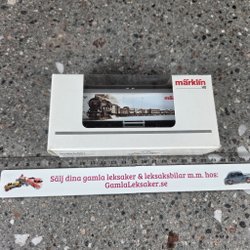 märklin
Sälj dina gamla leksaker & leksaksbilar m.m. hos:
GamlaLeksaker.se